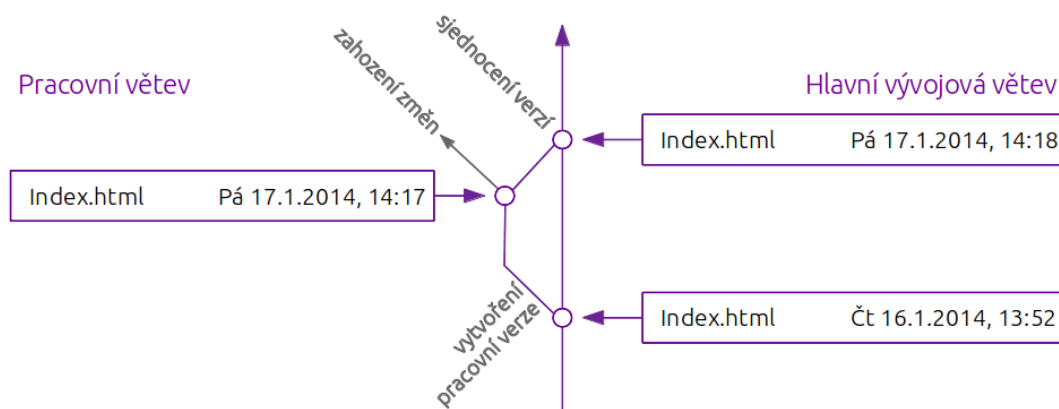 sjednocení verzí
zahození změn
Pracovní větev
Hlavní vývojová větev
Index.html Pá 17.1.2014, 14:18
Index.html Pá 17.1.2014, 14:17
vytvoření
pracovní verze
Index.html Čt 16.1.2014, 13:52